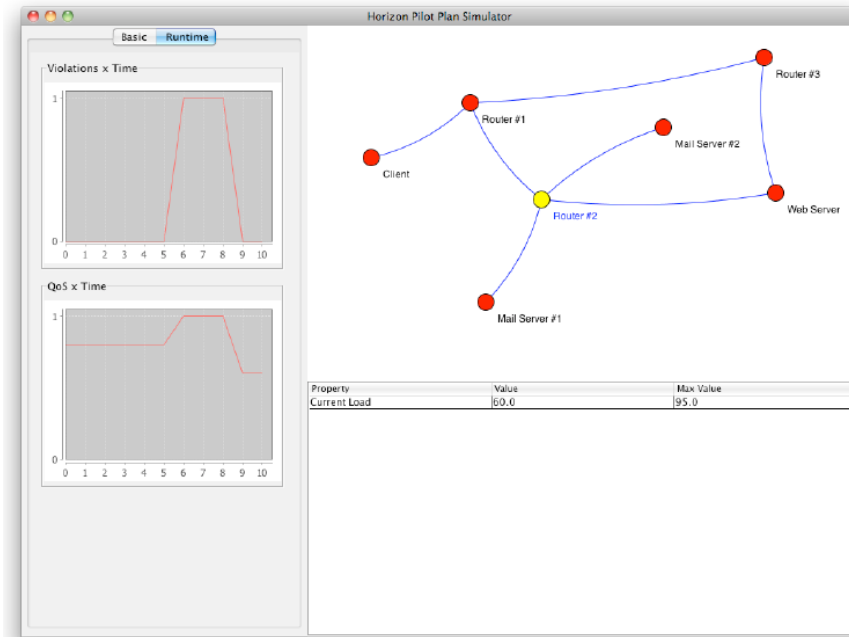 Horizon Pilot Plan Simulator
Basic Runtime
Violations x Time
1
0
0 1 2 3 4 5 6 7 8 9 10
QoS x Time
1
0
0 1 2 3 4 5 6 7 8 9 10
Router #3
Router #1
Mail Server #2
Client
Web Server
Router #2
Mail Server #1
Property Value Max Value
Current Load 60.0 95.0